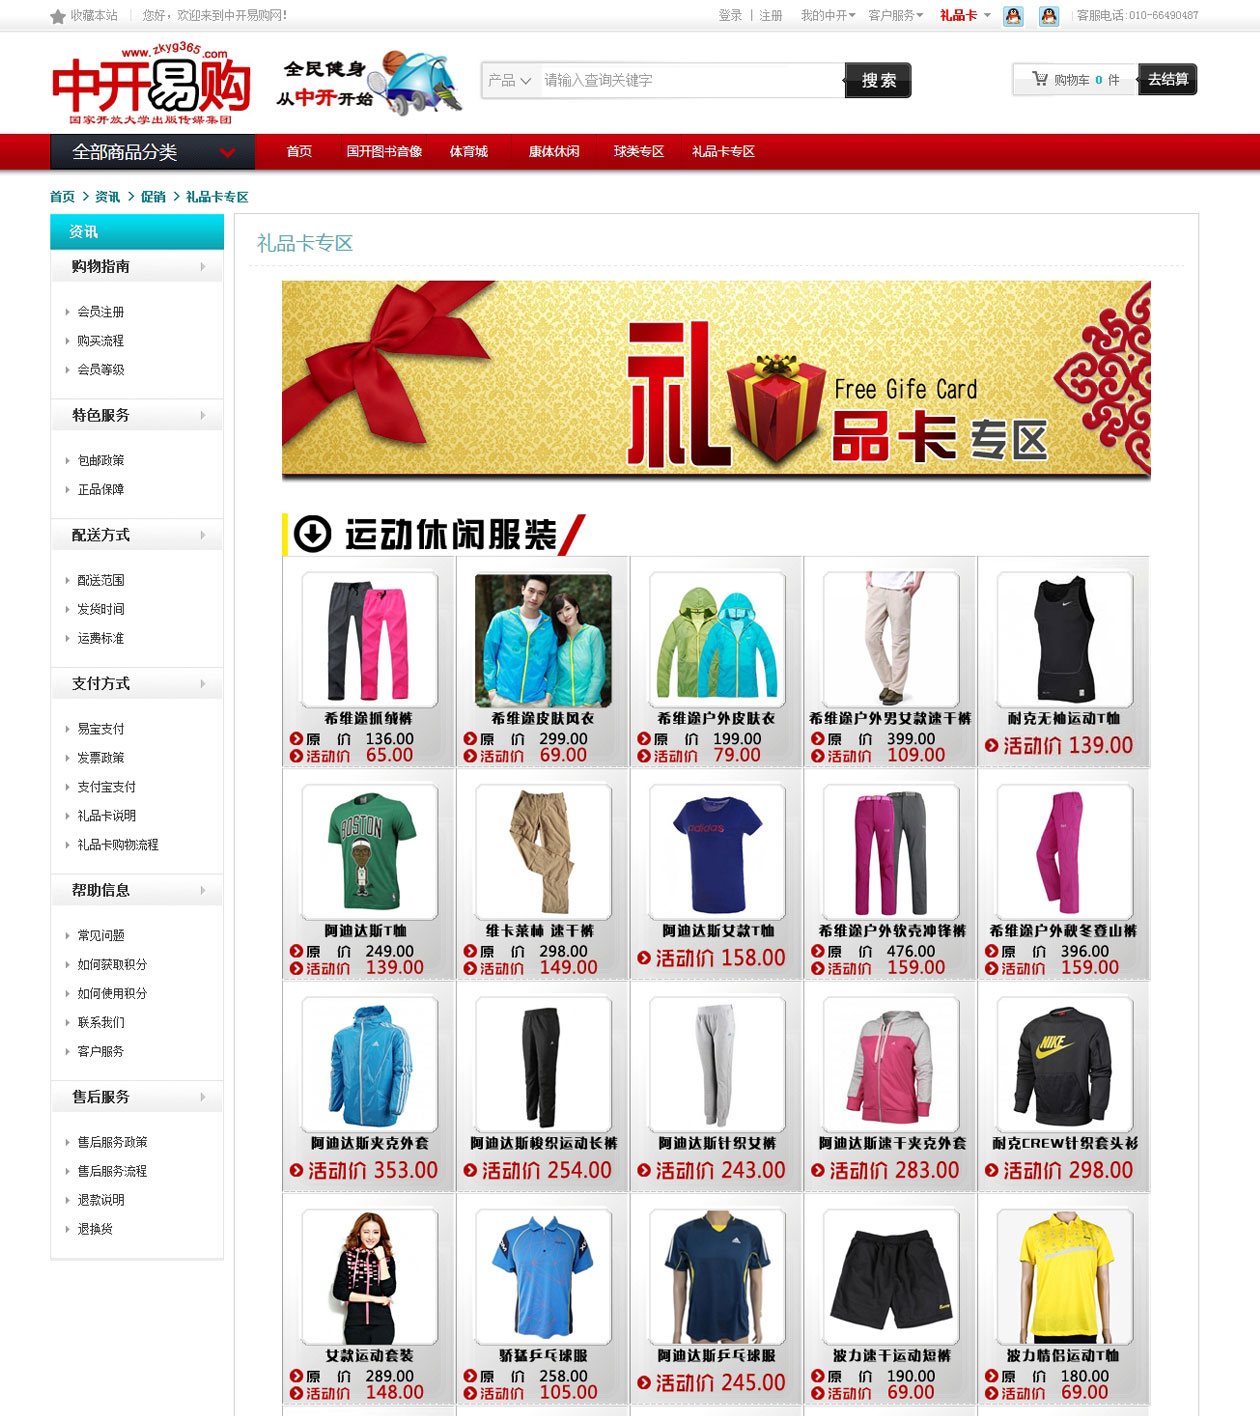 收藏本站 | 您好，欢迎来到中开易购网！
登录 | 注册 我的中开 客户服务 礼品卡 客服电话:010-66490487
www.zkyg365.com
中开易购
国家开放大学出版传媒集团
全民健身
从中开开始
产品 请输入查询关键字 搜索
购物车 0 件 去结算
全部商品分类 首页 国开图书音像 体育城 康体休闲 球类专区 礼品卡专区
首页 > 资讯 > 促销 > 礼品卡专区
资讯
购物指南
会员注册
购买流程
会员等级
特色服务
包邮政策
正品保障
配送方式
配送范围
发货时间
运费标准
支付方式
易宝支付
发票政策
支付宝支付
礼品卡说明
礼品卡购物流程
帮助信息
常见问题
如何获取积分
如何使用积分
联系我们
客户服务
售后服务
售后服务政策
售后服务流程
退款说明
退换货
礼品卡专区
礼品卡专区
Free Gife Card
运动休闲服装
希维途抓绒裤
原 价 136.00
活动价 65.00
希维途皮肤风衣
原 价 299.00
活动价 69.00
希维途户外皮肤衣
原 价 199.00
活动价 79.00
希维途户外男女款速干裤
原 价 399.00
活动价 109.00
耐克无袖运动T恤
活动价 139.00
BOSTON
阿迪达斯T恤
原 价 249.00
活动价 139.00
维卡莱林 速干裤
原 价 298.00
活动价 149.00
adidas
阿迪达斯女款T恤
活动价 158.00
希维途户外软克冲锋裤
原 价 476.00
活动价 159.00
希维途户外秋冬登山裤
原 价 396.00
活动价 159.00
阿迪达斯夹克外套
活动价 353.00
阿迪达斯梭织运动长裤
活动价 254.00
阿迪达斯针织女裤
活动价 243.00
阿迪达斯速干夹克外套
活动价 283.00
NIKE
耐克CREW针织套头衫
活动价 298.00
女款运动套装
原 价 289.00
活动价 148.00
骄猛乒乓球服
原 价 258.00
活动价 105.00
阿迪达斯乒乓球服
活动价 245.00
波力速干运动短裤
原 价 190.00
活动价 69.00
波力情侣运动T恤
原 价 180.00
活动价 69.00